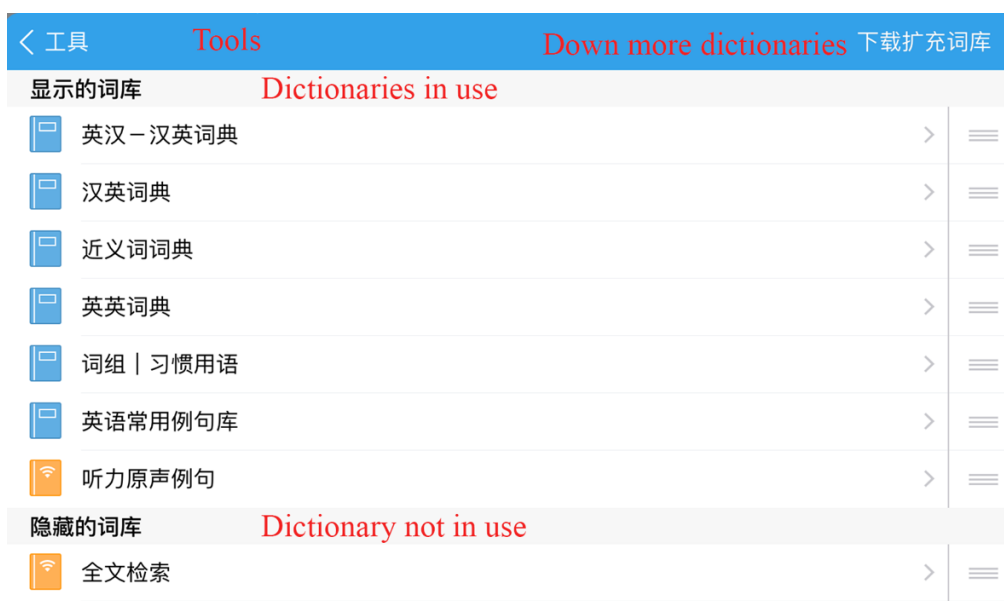 工具 Tools Down more dictionaries 下载扩充词库
显示的词库 Dictionaries in use
英汉－汉英词典
汉英词典
近义词词典
英英词典
词组｜习惯用语
英语常用例句库
听力原声例句
隐藏的词库 Dictionary not in use
全文检索